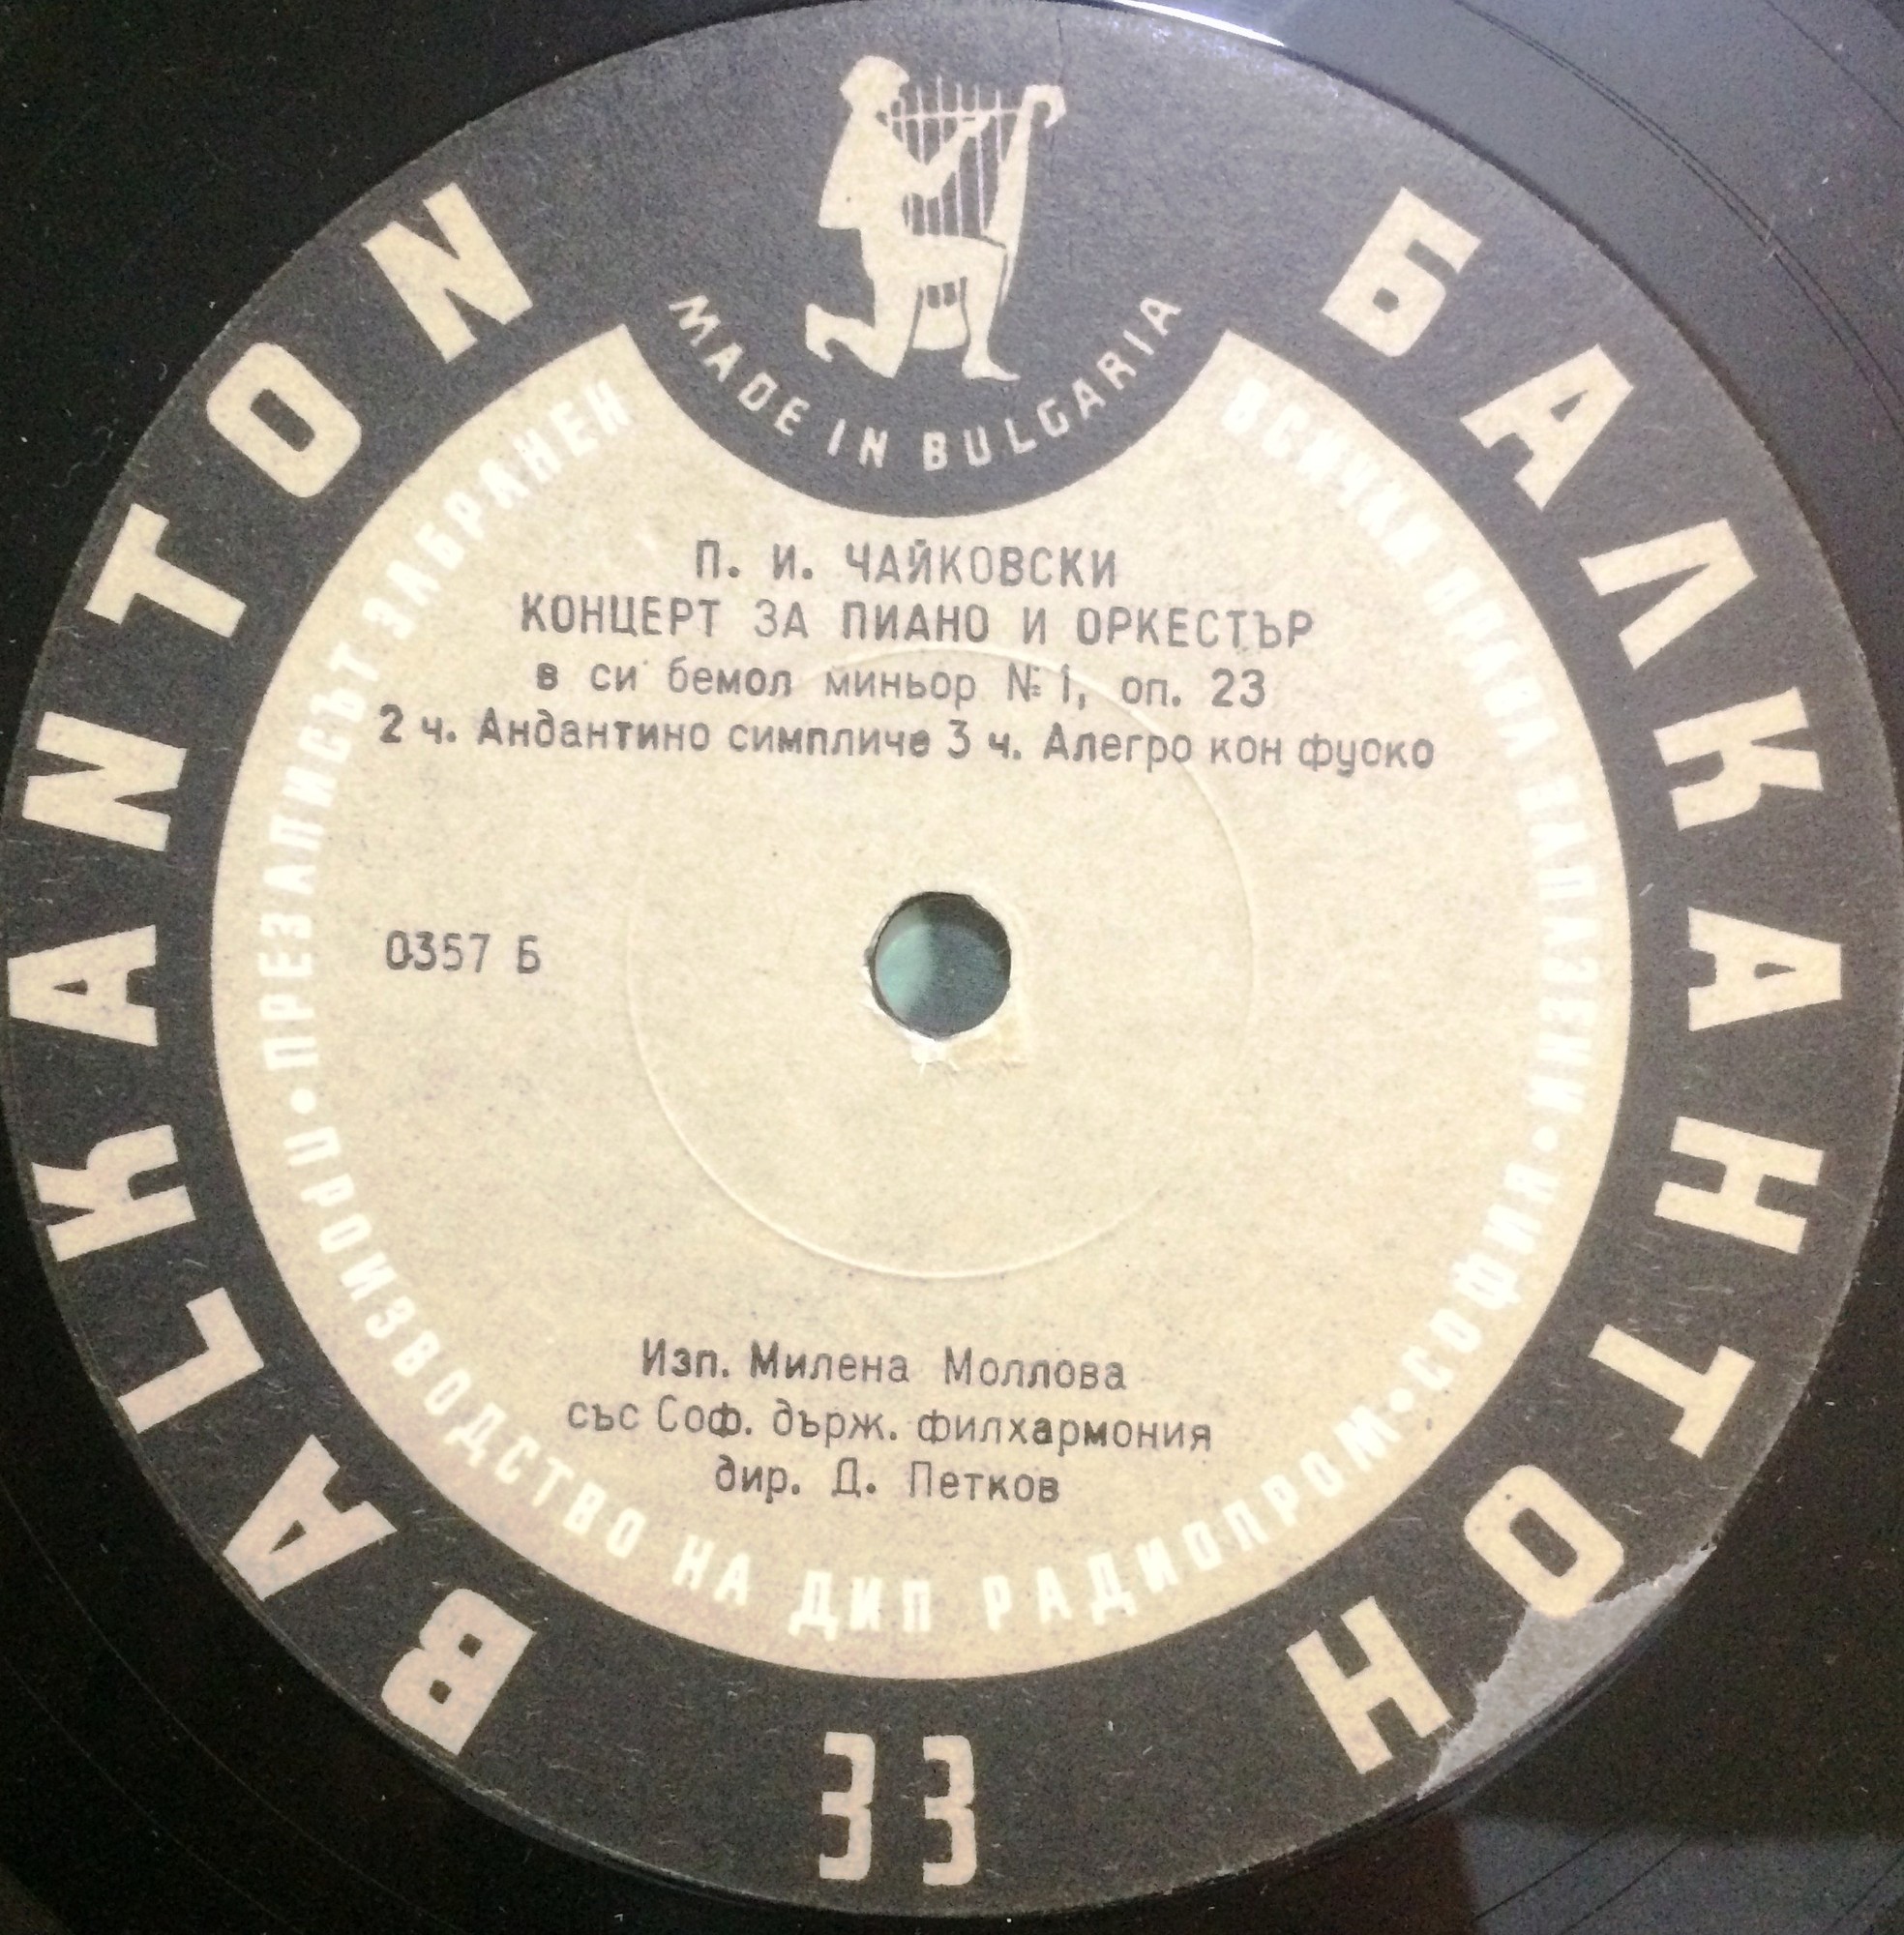 BALKANTON
БАЛКАНТОН
MADE IN BULGARIA
ВСИЧКИ ПРАВА ЗАПАЗЕНИ • СОФИЯ •
ПРОИЗВОДСТВО НА ДИП РАДИОПРОМ •
ПРЕЗАПИСЪТ ЗАБРАНЕН •
П. И. ЧАЙКОВСКИ
КОНЦЕРТ ЗА ПИАНО И ОРКЕСТЪР
в си бемол миньор № 1, оп. 23
2 ч. Андантино симпличе 3 ч. Алегро кон фуоко
0357 Б
Изп. Милена Моллова
със Соф. държ. филхармония
дир. Д. Петков
33